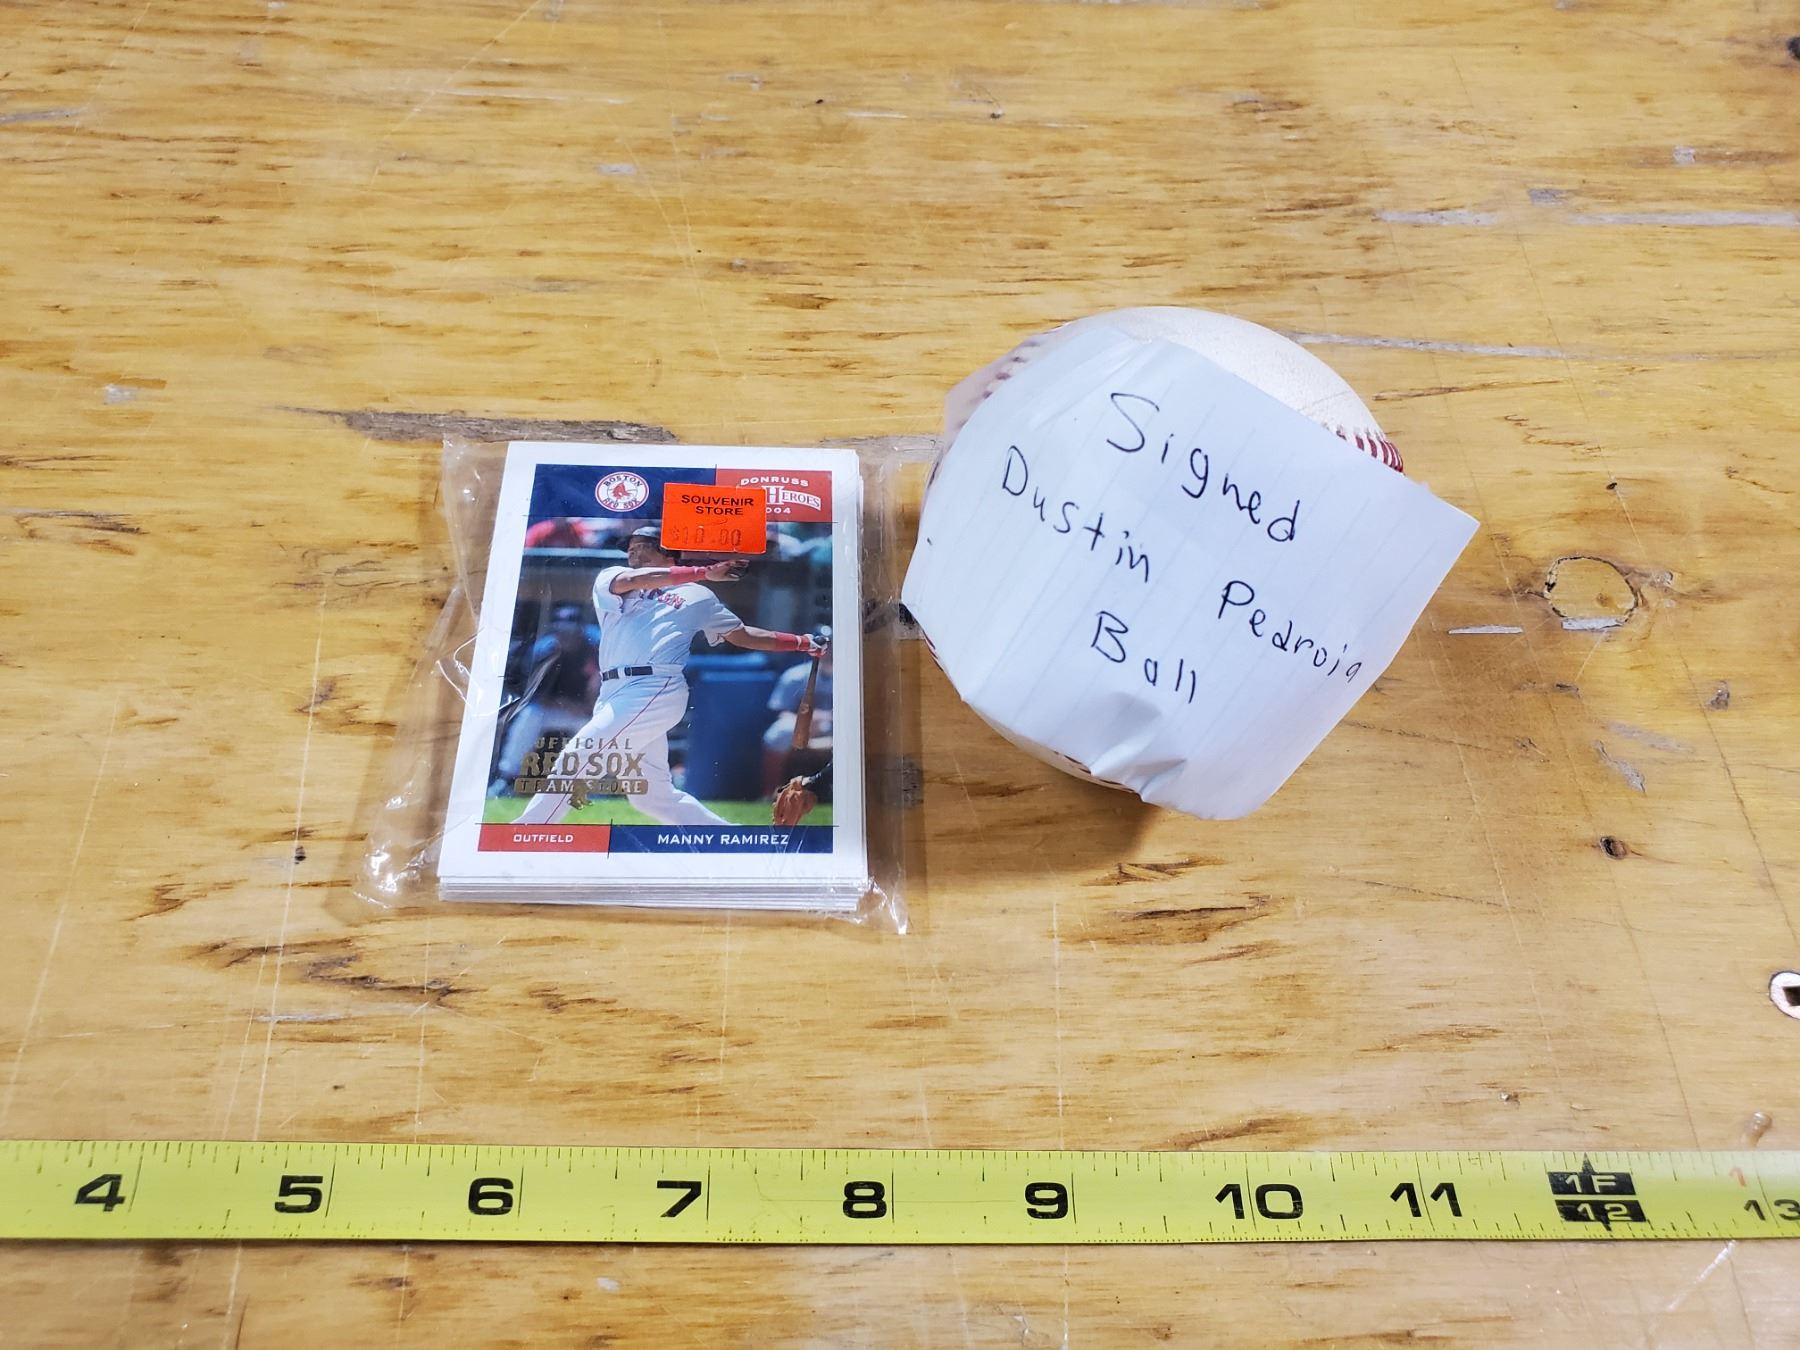 BOSTON
RED SOX
DONRUSS
HEROES
SOUVENIR
STORE
$10.00
OFFICIAL
RED SOX
TEAM STORE
OUTFIELD
MANNY RAMIREZ
Signed
Dustin Pedroia
Ball
4 5 6 7 8 9 10 11 1F 13
12